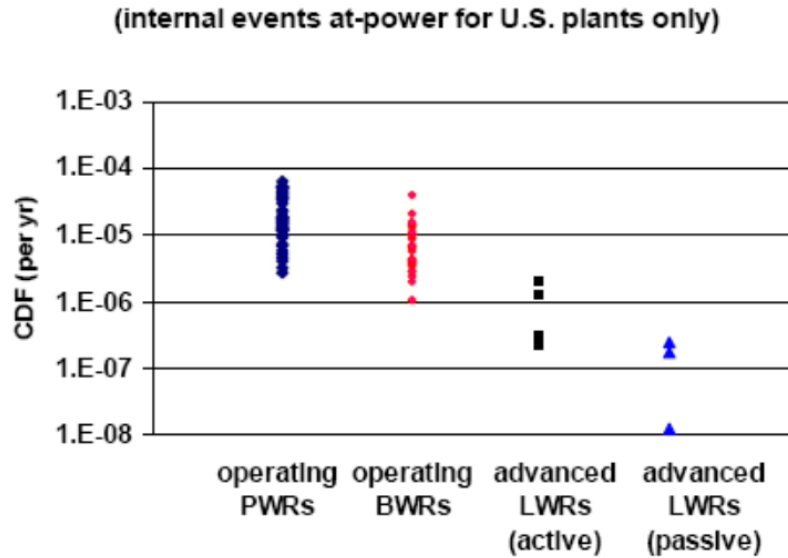 (internal events at-power for U.S. plants only)
1.E-03
1.E-04
1.E-05
1.E-06
1.E-07
1.E-08
CDF (per yr)
operating PWRs
operating BWRs
advanced LWRs (active)
advanced LWRs (passive)